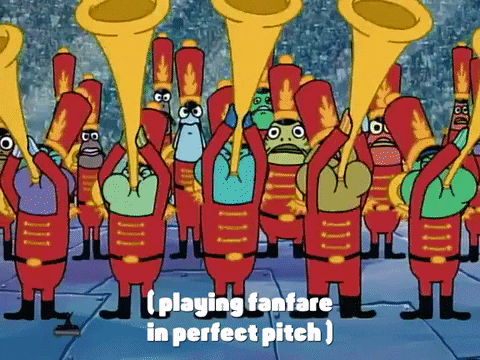 (playing fanfare
in perfect pitch)